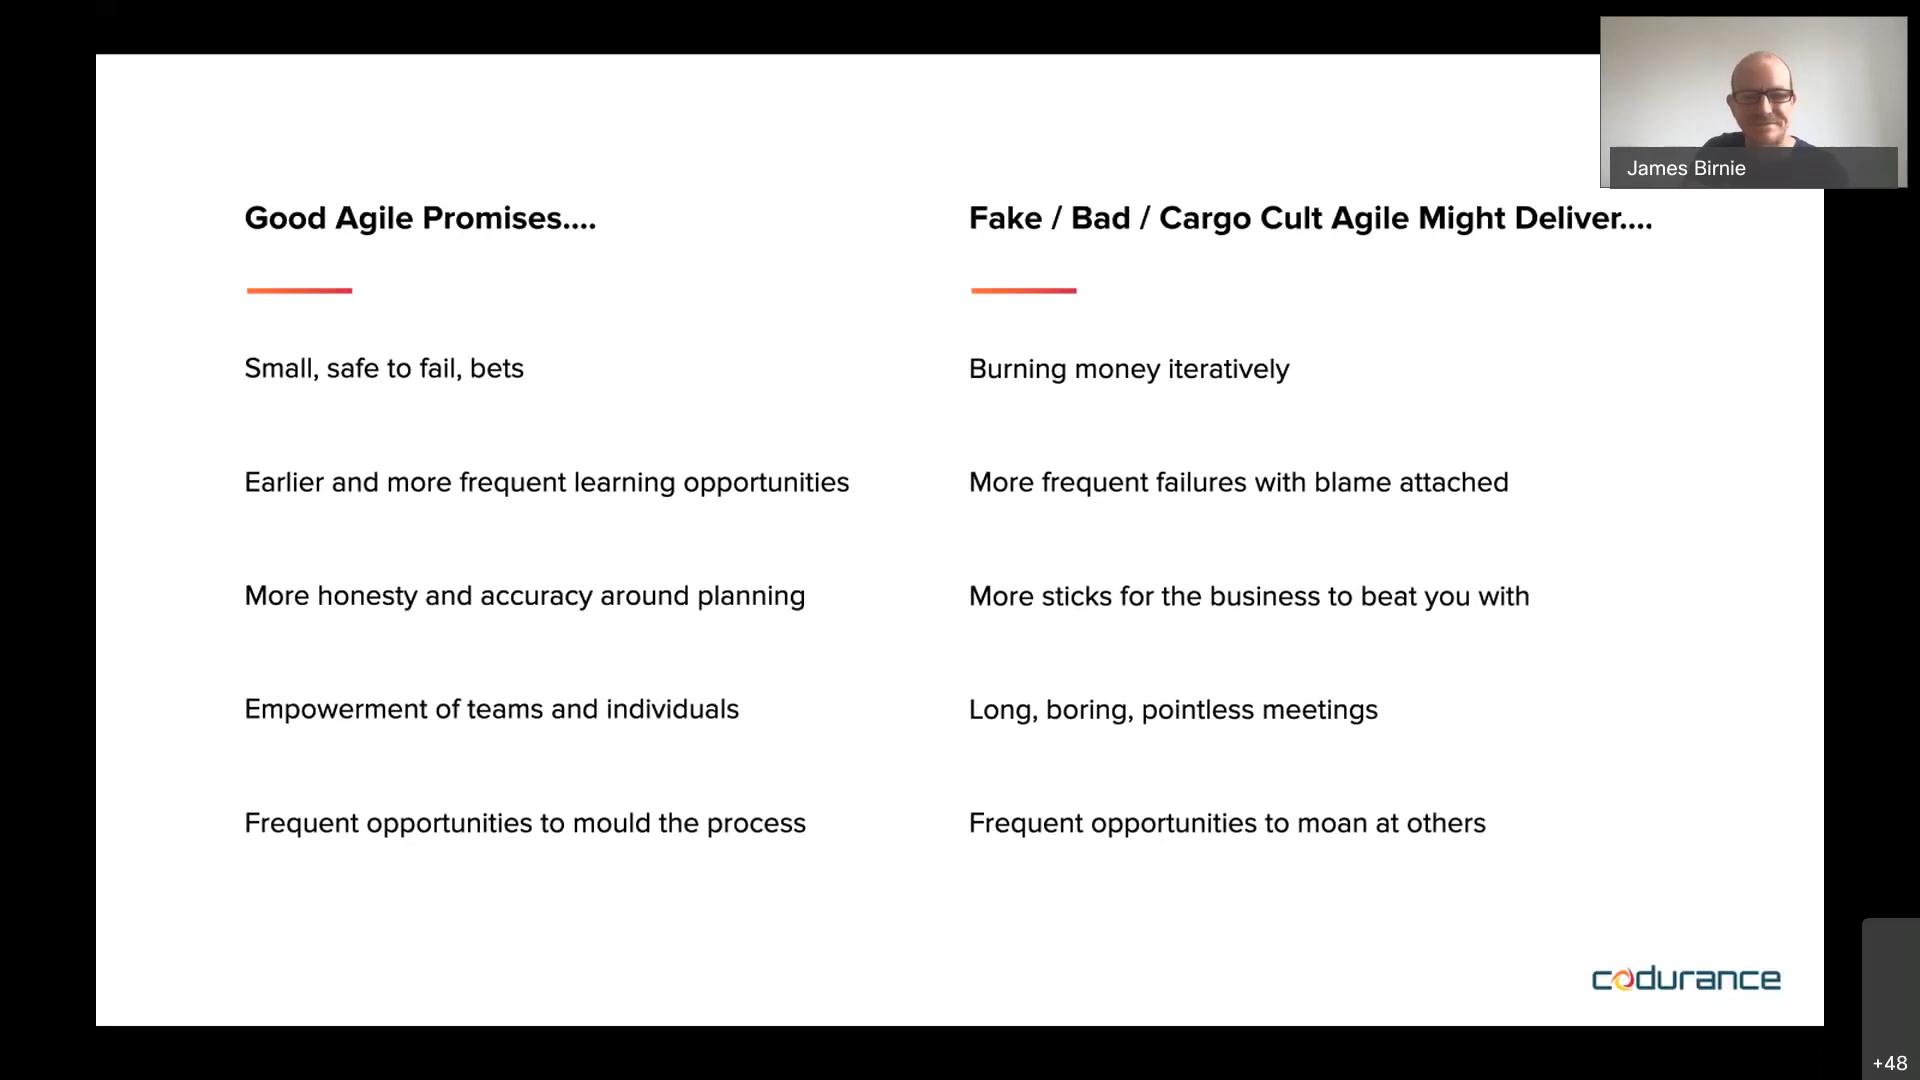 James Birnie
Good Agile Promises....
Fake / Bad / Cargo Cult Agile Might Deliver....
Small, safe to fail, bets
Burning money iteratively
Earlier and more frequent learning opportunities
More frequent failures with blame attached
More honesty and accuracy around planning
More sticks for the business to beat you with
Empowerment of teams and individuals
Long, boring, pointless meetings
Frequent opportunities to mould the process
Frequent opportunities to moan at others
codurance
+48